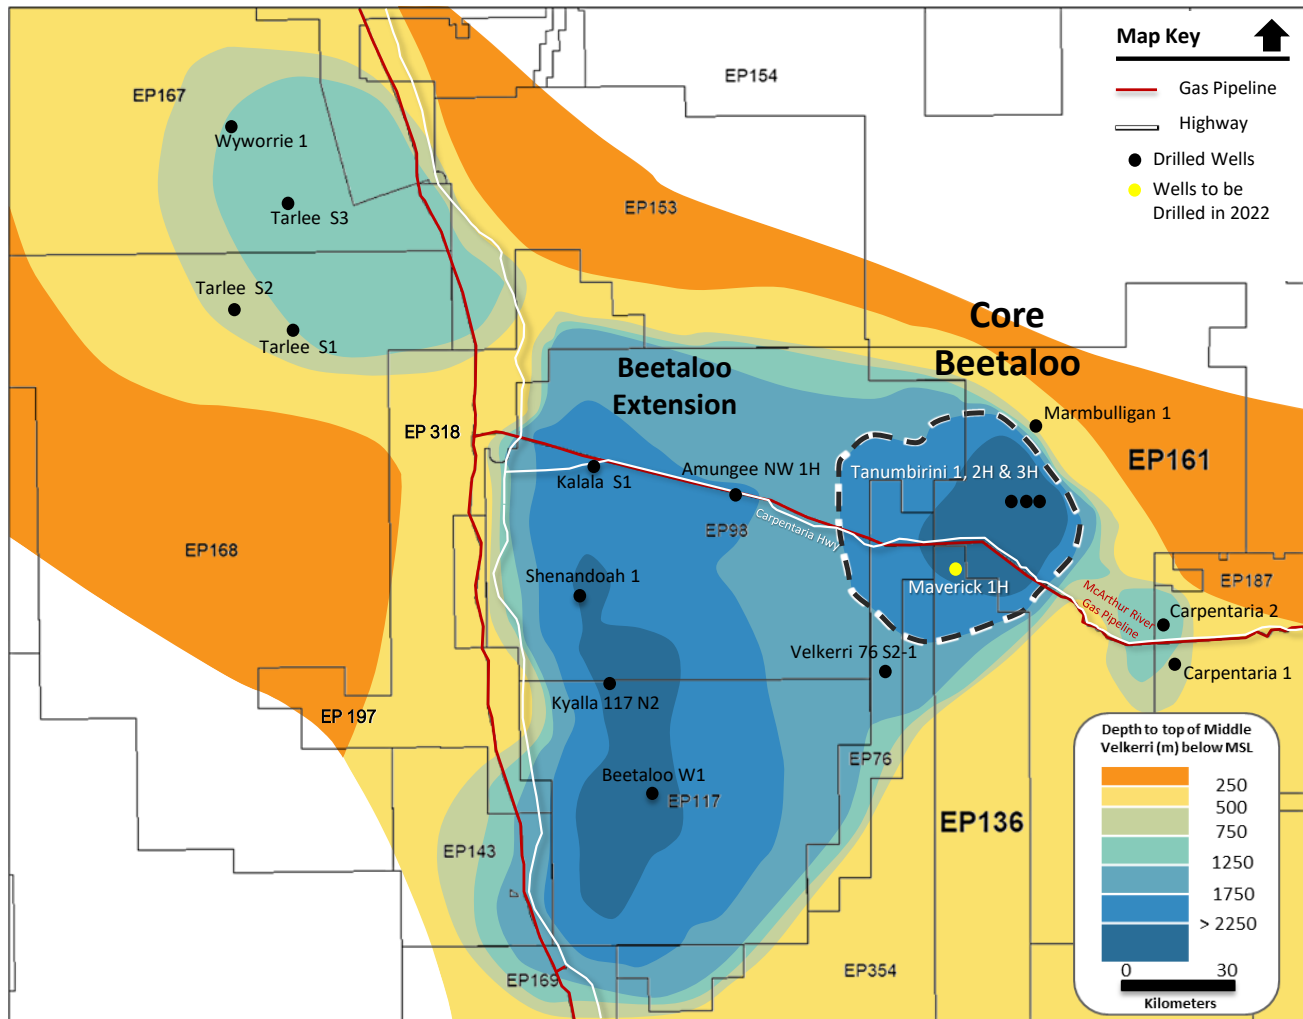 Map Key
Gas Pipeline
Highway
Drilled Wells
Wells to be
Drilled in 2022
EP154
EP167
Wyworrie 1
Tarlee S3
EP153
Tarlee S2
Tarlee S1
Core
Beetaloo
Beetaloo
Extension
EP 318
Marmbulligan 1
EP161
Tanumbirini 1, 2H & 3H
Amungee NW 1H
Kalala S1
Carpentaria Hwy
EP98
EP168
Shenandoah 1
Maverick 1H
EP187
McArthur River
Gas Pipeline
Carpentaria 2
Carpentaria 1
Velkerri 76 S2-1
Kyalla 117 N2
EP 197
EP76
Beetaloo W1
EP117
EP136
EP143
EP169
EP354
Depth to top of Middle
Velkerri (m) below MSL
250
500
750
1250
1750
> 2250
0 30
Kilometers